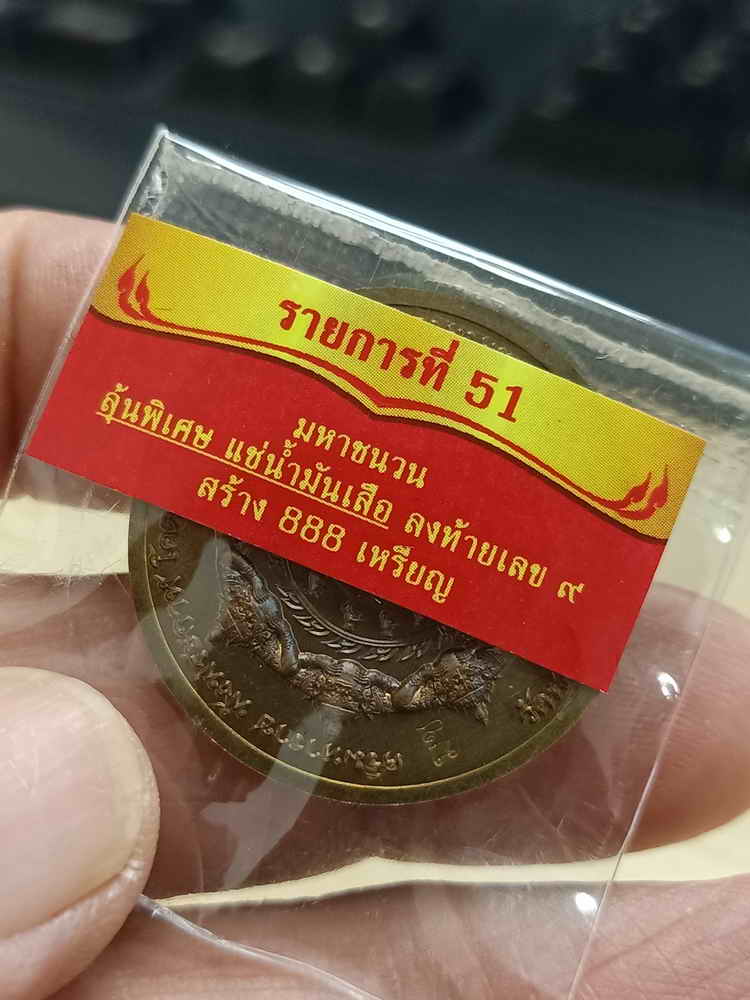 รายการที่ 51
มหาชนวน
ลุ้นพิเศษ แช่น้ำมันเสือ ลงท้ายเลข ๙
สร้าง 888 เหรียญ